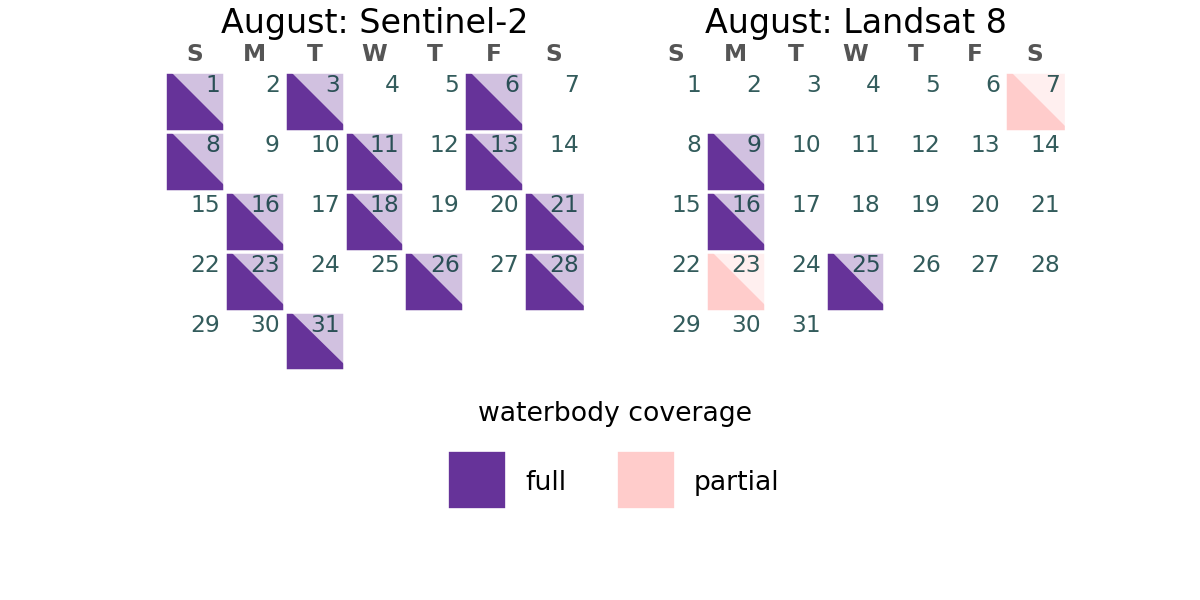 August: Sentinel-2
S M T W T F S
1 2 3 4 5 6 7
8 9 10 11 12 13 14
15 16 17 18 19 20 21
22 23 24 25 26 27 28
29 30 31
August: Landsat 8
S M T W T F S
1 2 3 4 5 6 7
8 9 10 11 12 13 14
15 16 17 18 19 20 21
22 23 24 25 26 27 28
29 30 31
waterbody coverage
full
partial